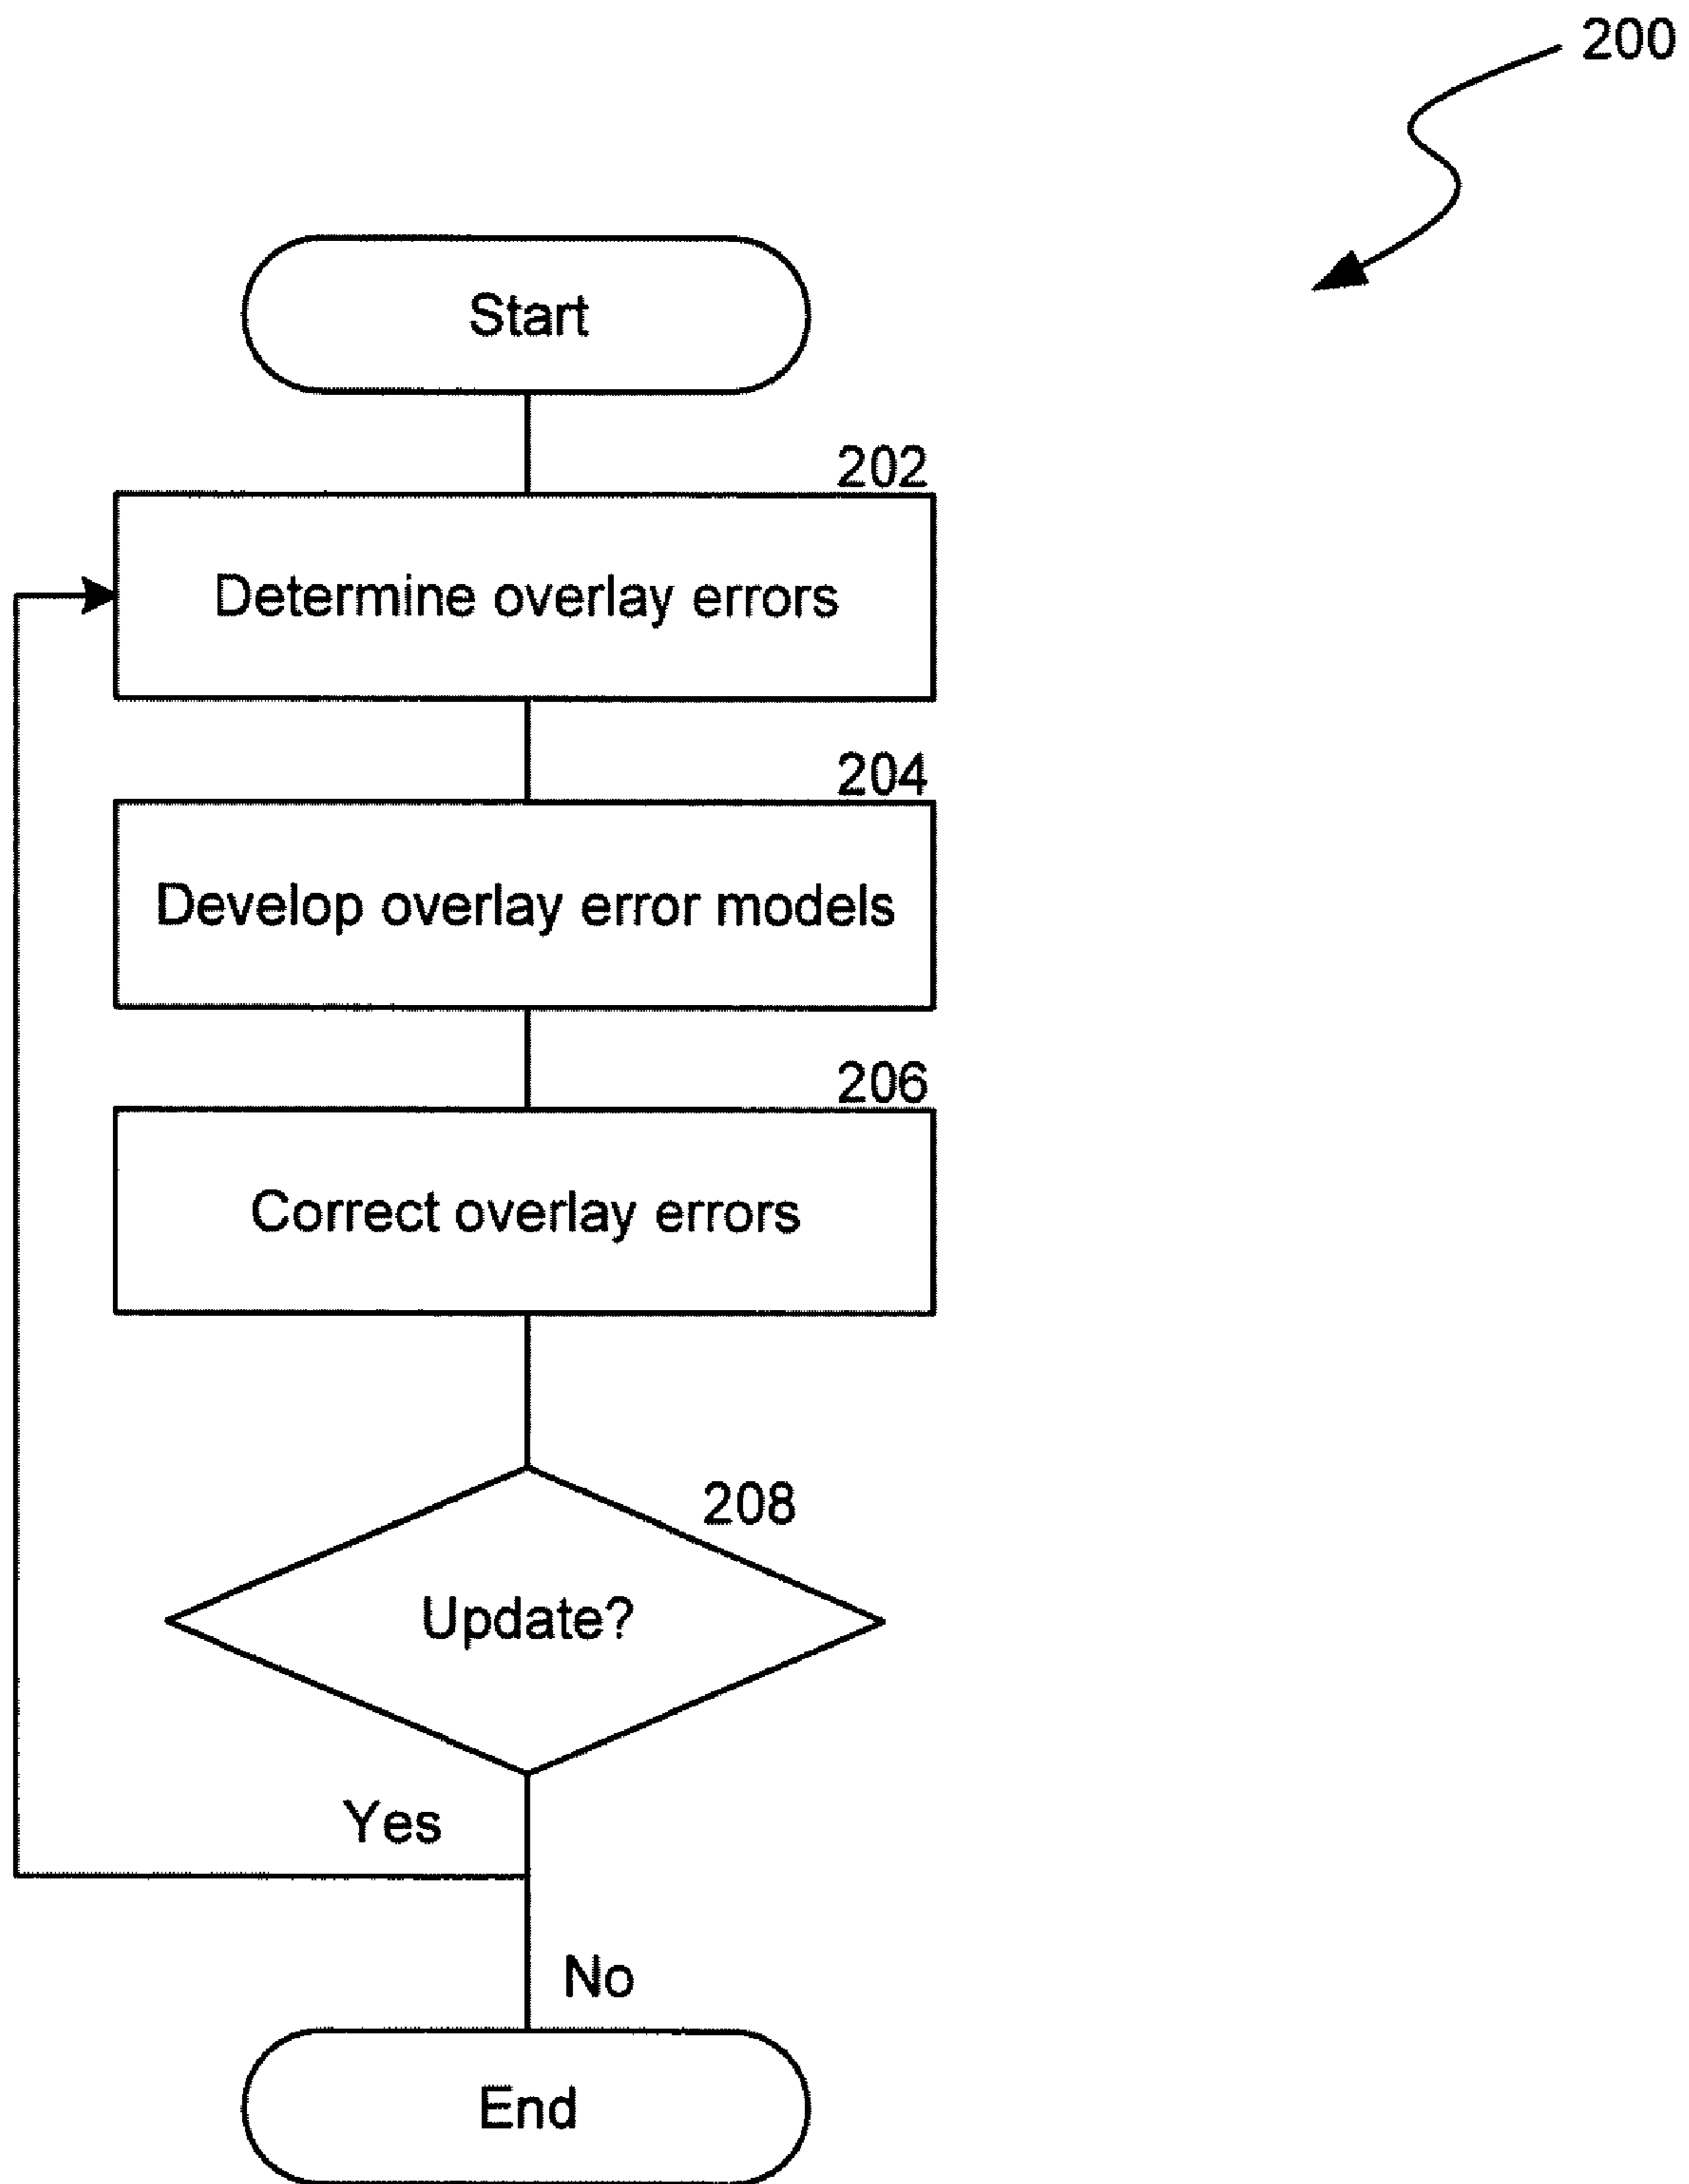 200
Start
202
Determine overlay errors
204
Develop overlay error models
206
Correct overlay errors
208
Update?
Yes
No
End